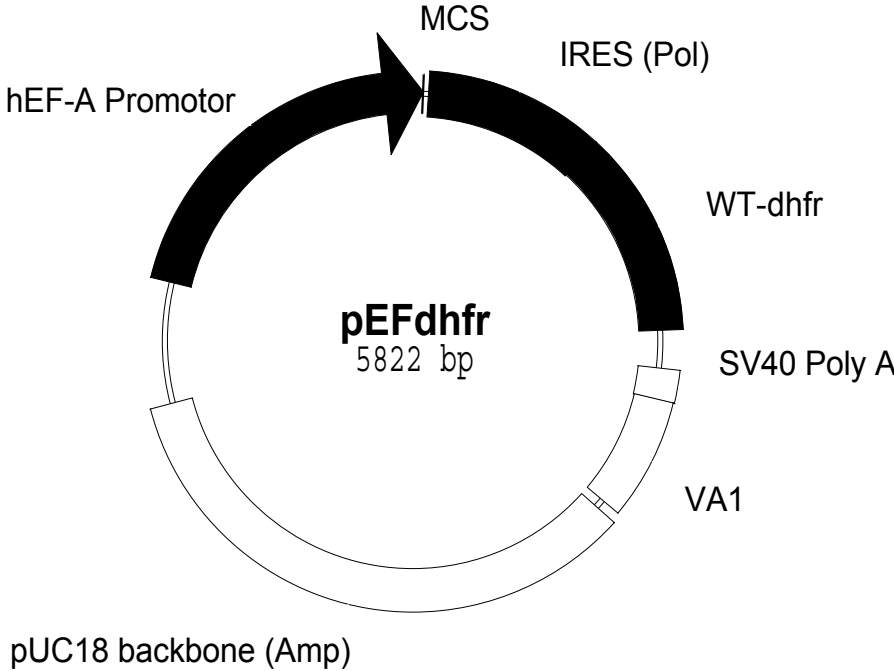 MCS
IRES (Pol)
hEF-A Promotor
WT-dhfr
pEFdhfr
5822 bp
SV40 Poly A
VA1
pUC18 backbone (Amp)